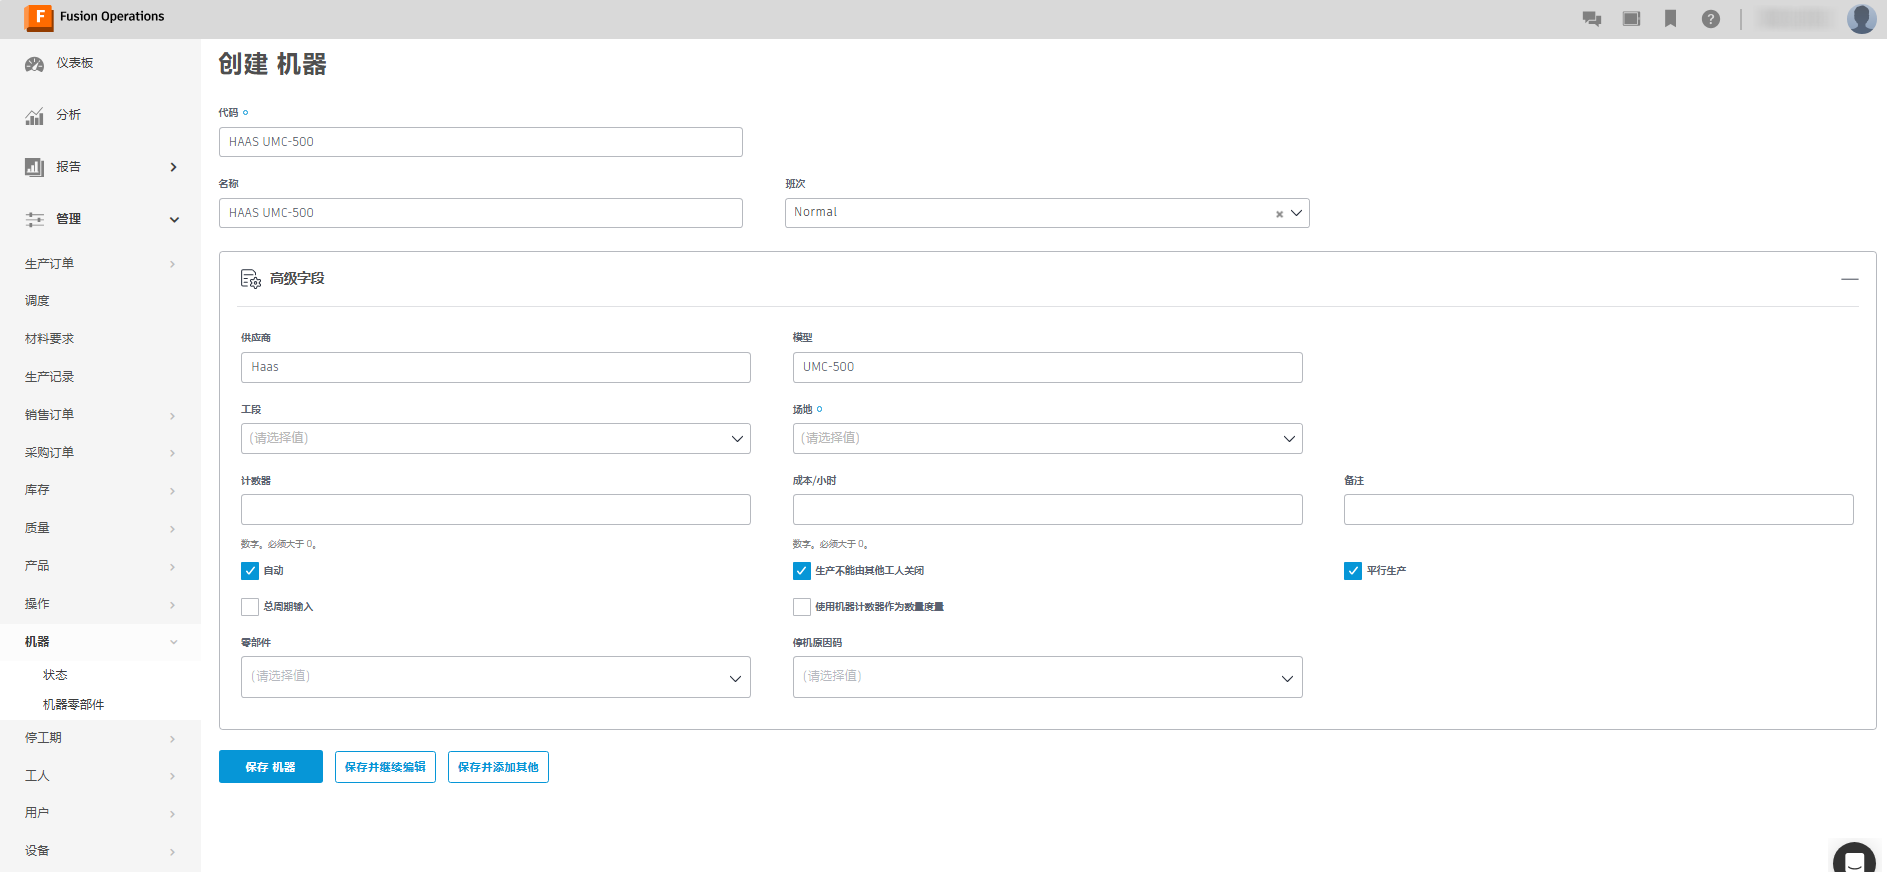 F Fusion Operations
?
仪表板
分析
报告
管理
生产订单
调度
材料要求
生产记录
销售订单
采购订单
库存
质量
产品
操作
机器
状态
机器零部件
停工期
工人
用户
设备
创建 机器
代码
HAAS UMC-500
名称
班次
HAAS UMC-500
Normal
高级字段
供应商
模型
Haas
UMC-500
工段
场地
(请选择值)
(请选择值)
计数器
成本/小时
备注
数字。必须大于 0。
数字。必须大于 0。
自动
生产不能由其他工人关闭
平行生产
总周期输入
使用机器计数器作为数量度量
零部件
停机原因码
(请选择值)
(请选择值)
保存 机器
保存并继续编辑
保存并添加其他